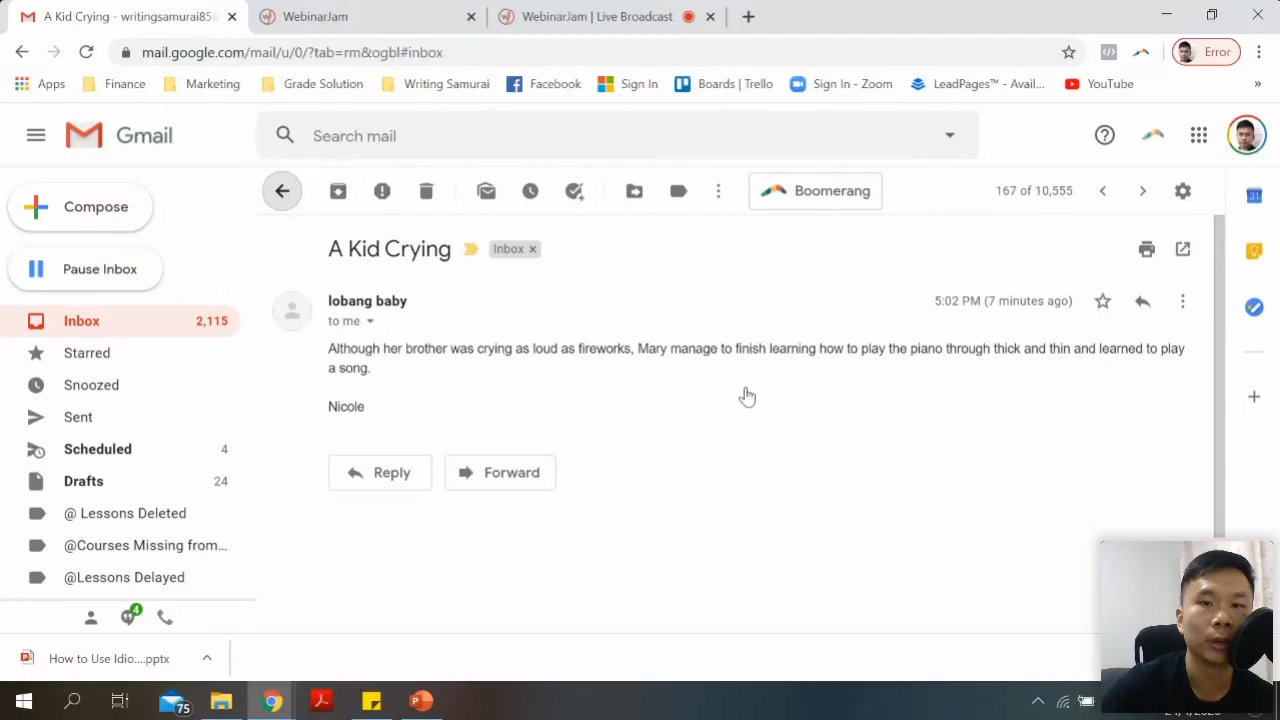 A Kid Crying - writingsamurai85@
WebinarJam
WebinarJam | Live Broadcast
mail.google.com/mail/u/0/?tab=rm&ogbl#inbox
Error
Apps
Finance
Marketing
Grade Solution
Writing Samurai
Facebook
Sign In
Boards | Trello
Sign In - Zoom
LeadPages™ - Avail...
YouTube
»
Gmail
Search mail
Compose
Boomerang
167 of 10,555
31
Pause Inbox
A Kid Crying
Inbox ×
Inbox 2,115
lobang baby
5:02 PM (7 minutes ago)
to me
Starred
Although her brother was crying as loud as fireworks, Mary manage to finish learning how to play the piano through thick and thin and learned to play
a song.
Snoozed
Nicole
Sent
Scheduled 4
Reply
Forward
Drafts 24
@ Lessons Deleted
@Courses Missing from...
@Lessons Delayed
4
How to Use Idio....pptx
75